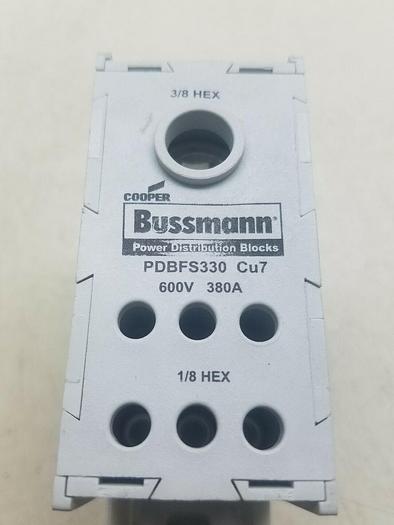 3/8 HEX
COOPER
Bussmann®
Power Distribution Blocks
PDBFS330 Cu7
600V 380A
1/8 HEX